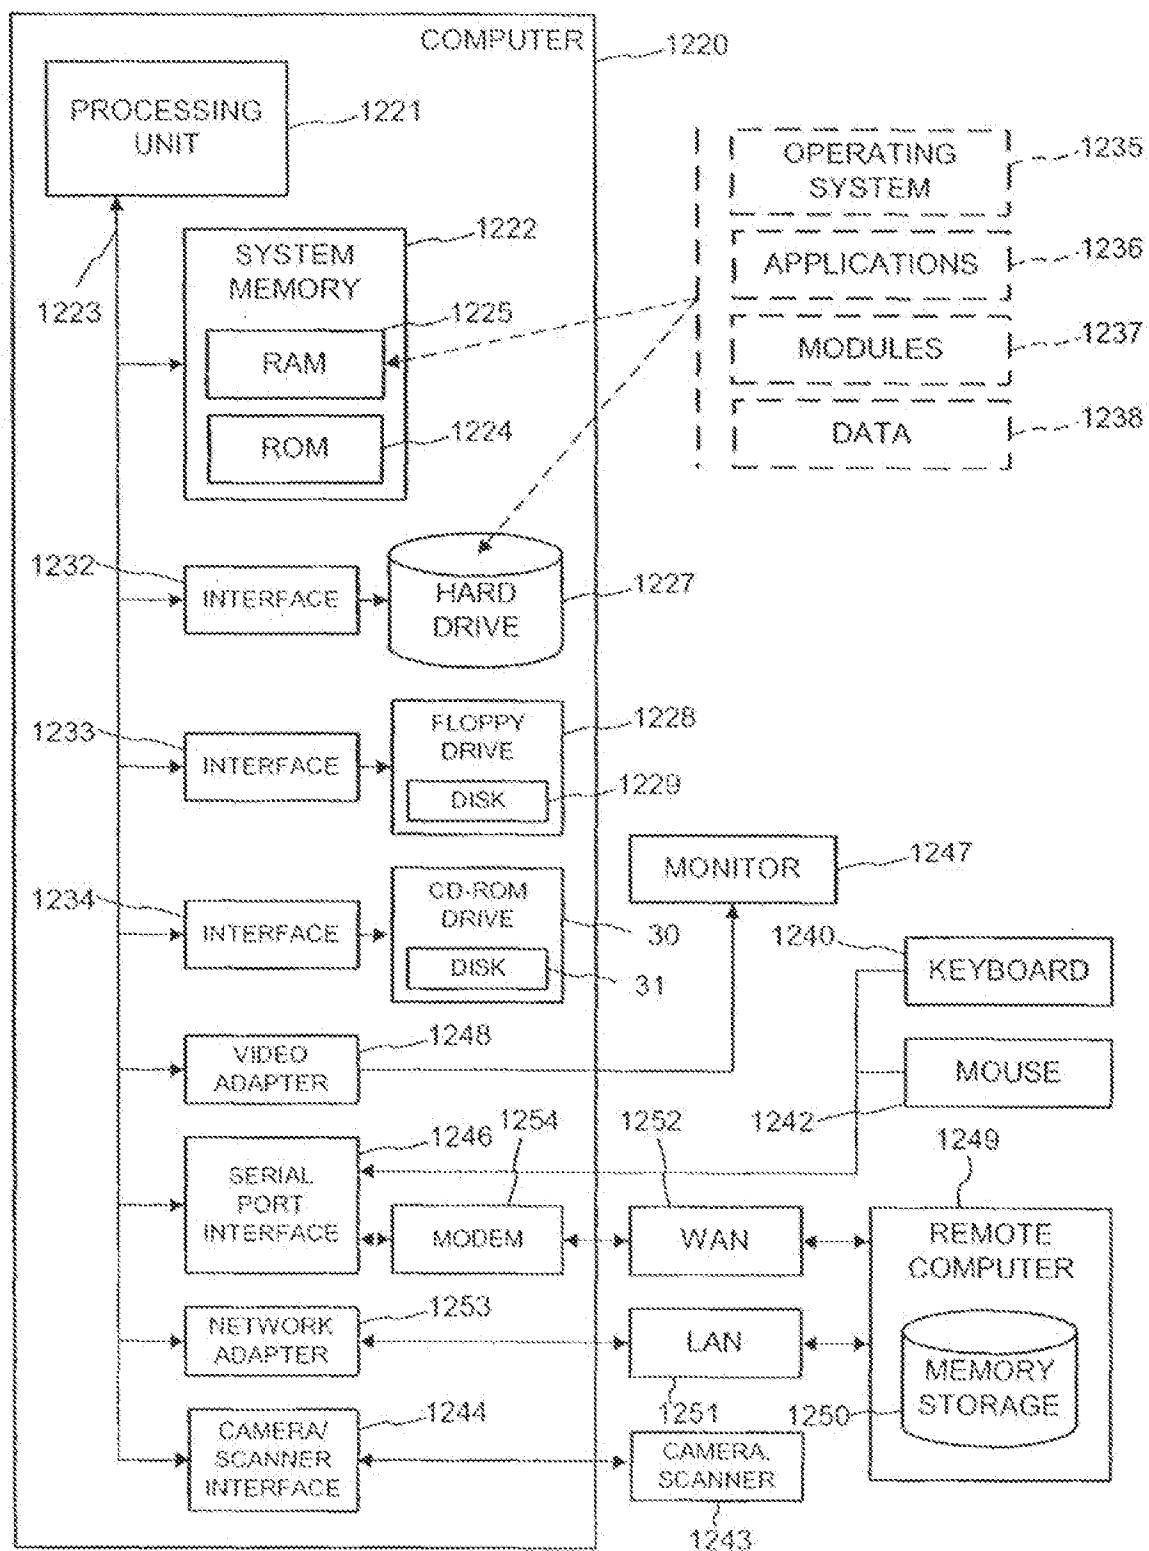 COMPUTER
1220
PROCESSING
UNIT
1221
1223
SYSTEM
MEMORY
1222
RAM
1225
ROM
1224
OPERATING
SYSTEM
1235
APPLICATIONS
1236
MODULES
1237
DATA
1238
1232
INTERFACE
HARD
DRIVE
1227
1233
INTERFACE
FLOPPY
DRIVE
1228
DISK
1229
1234
INTERFACE
CD-ROM
DRIVE
30
DISK
31
MONITOR
1247
1240
KEYBOARD
MOUSE
1242
VIDEO
ADAPTER
1248
SERIAL
PORT
INTERFACE
1246
1254
MODEM
1252
WAN
1249
REMOTE
COMPUTER
MEMORY
STORAGE
1250
NETWORK
ADAPTER
1253
LAN
1251
CAMERA/
SCANNER
INTERFACE
1244
CAMERA,
SCANNER
1243